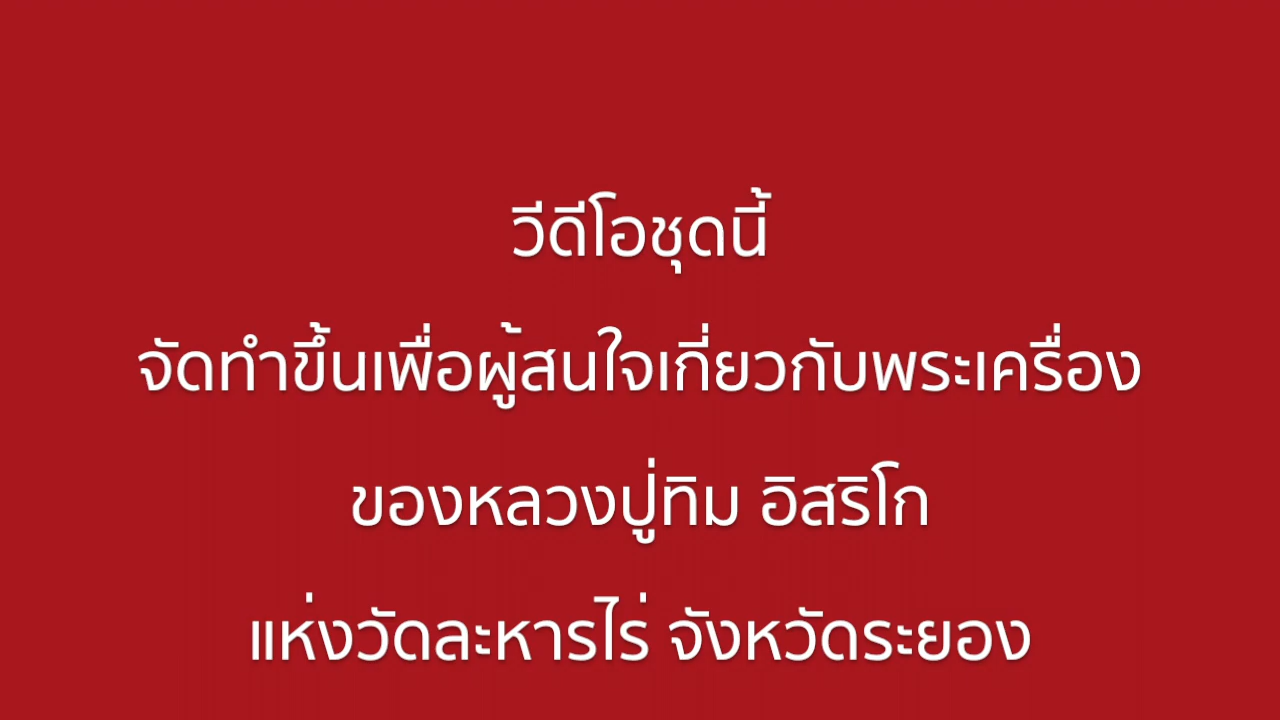 วีดีโอชุดนี้
จัดทำขึ้นเพื่อผู้สนใจเกี่ยวกับพระเครื่อง
ของหลวงปู่ทิม อิสริโก
แห่งวัดละหารไร่ จังหวัดระยอง